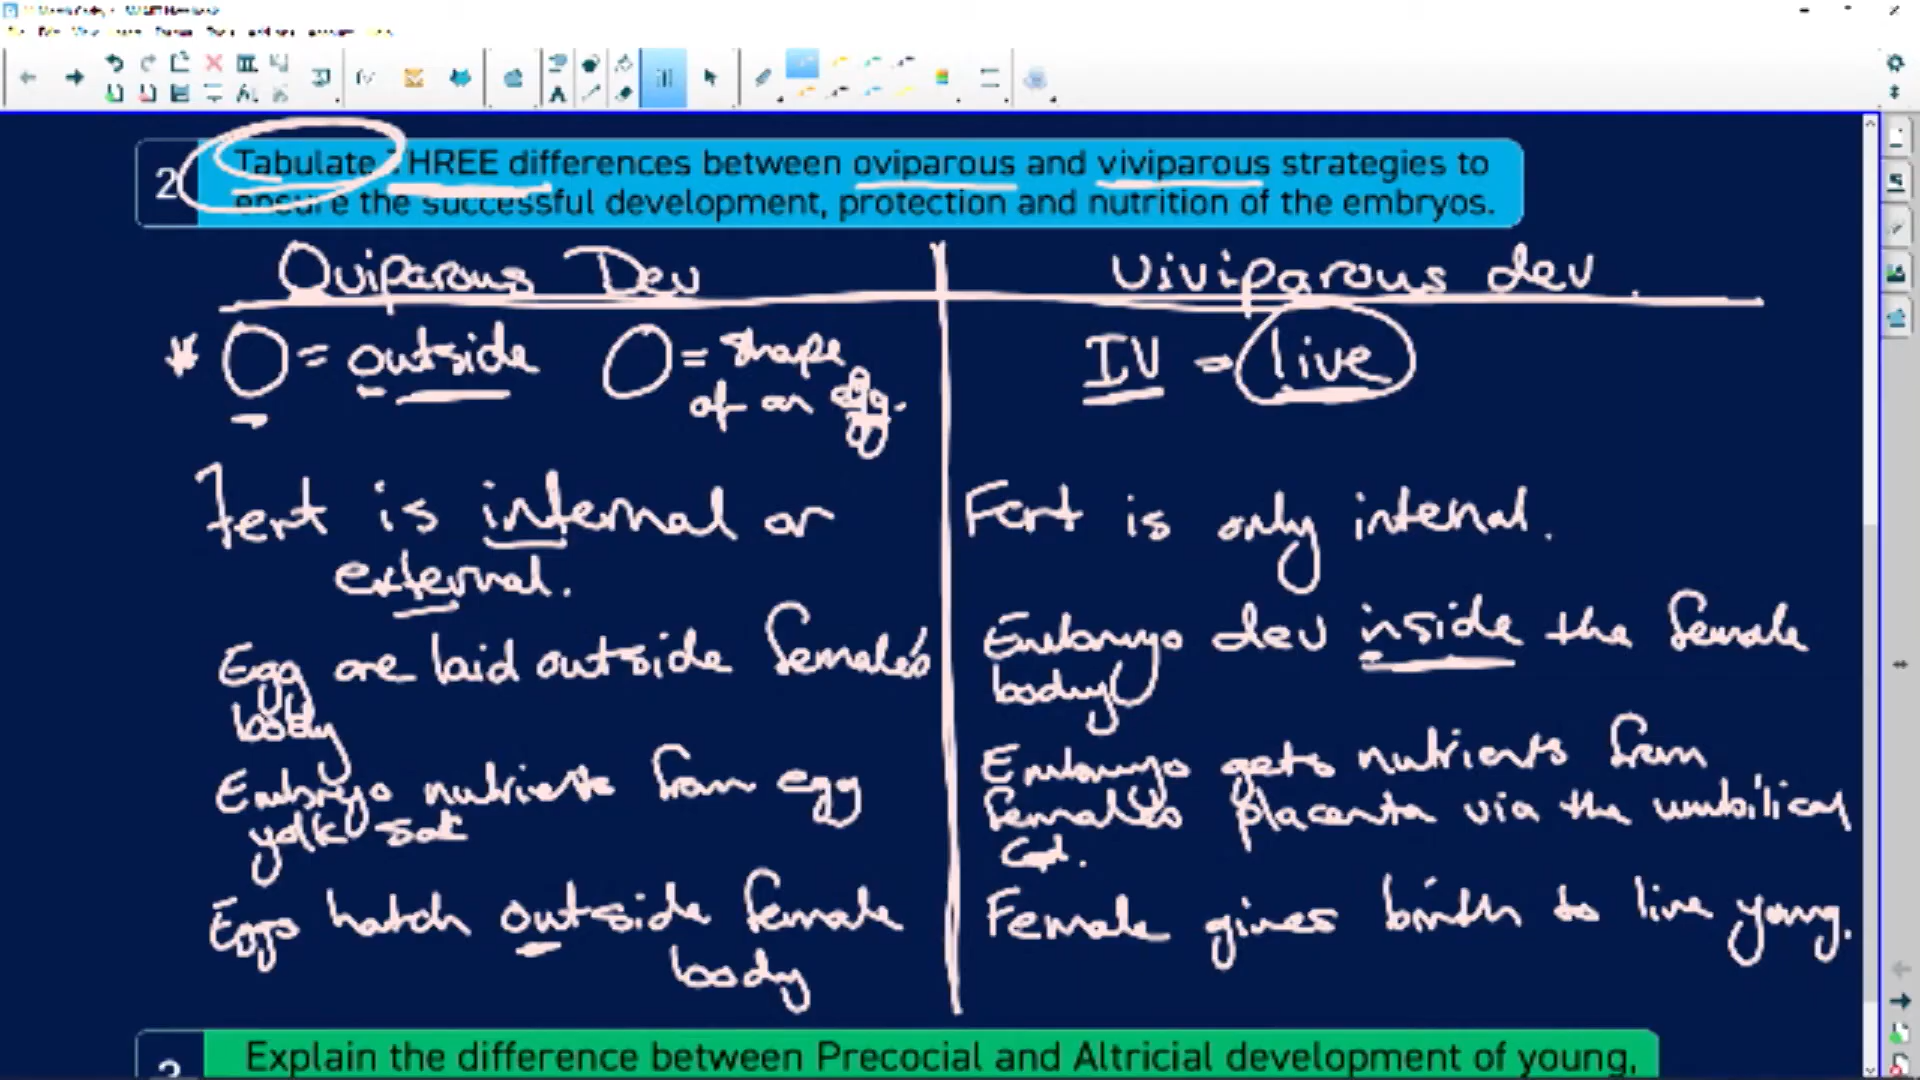 2 Tabulate THREE differences between oviparous and viviparous strategies to
ensure the successful development, protection and nutrition of the embryos.
Oviparous Dev
Viviparous dev.
* O = outside O = shape
of an egg.
IV = live
Fert is internal or
external.
Fert is only internal.
Egg are laid outside female's
body
Embryo dev inside the female
body
Embryo nutrients from egg
yolk sac
Embryo gets nutrients from
female's placenta via the umbilical
Eggs hatch outside female
body
Female gives birth to live young.
3 Explain the difference between Precocial and Altricial development of young,